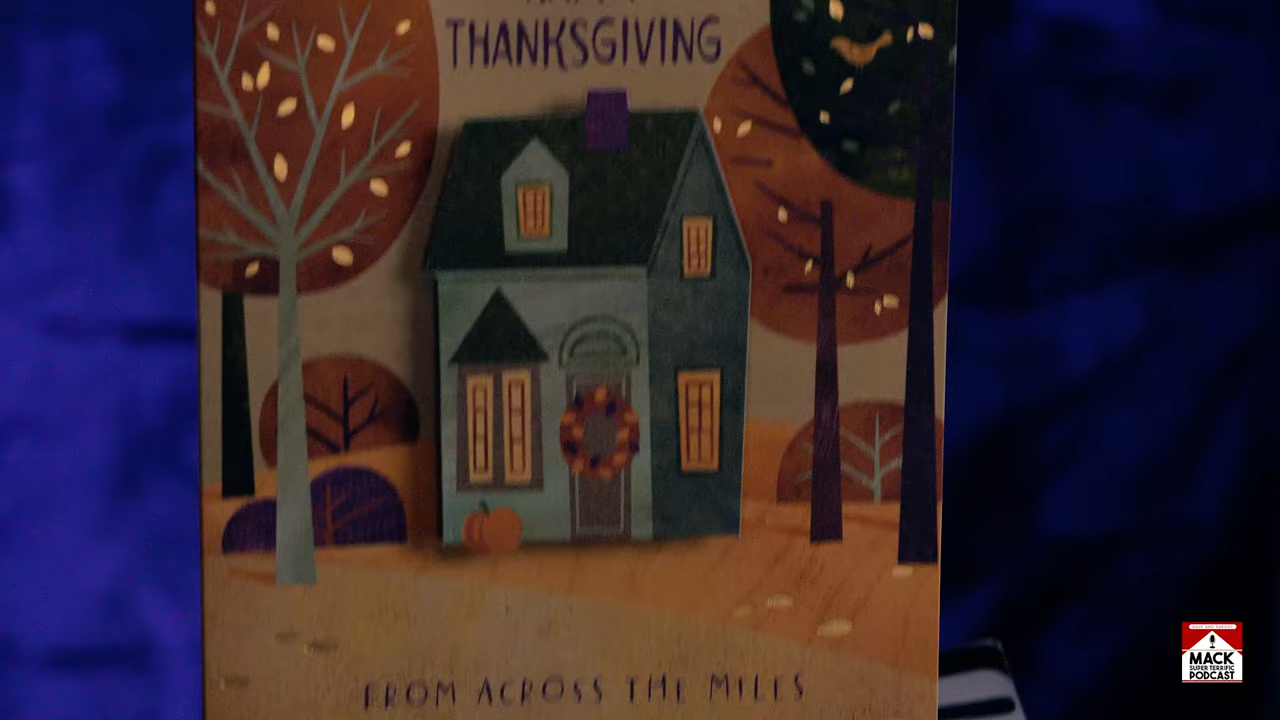 THANKSGIVING
FROM ACROSS THE MILES
MACK
SUPER TERRIFIC
PODCAST